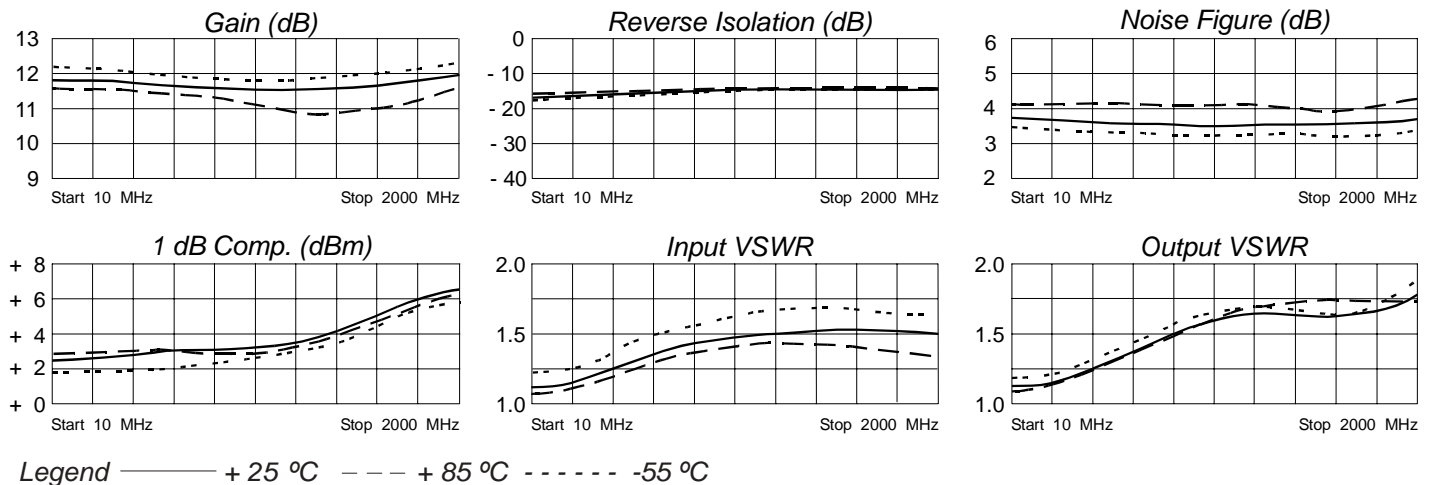 Gain (dB)
13
12
11
10
9
Start 10 MHz
Stop 2000 MHz
Reverse Isolation (dB)
0
- 10
- 20
- 30
- 40
Start 10 MHz
Stop 2000 MHz
Noise Figure (dB)
6
5
4
3
2
Start 10 MHz
Stop 2000 MHz
1 dB Comp. (dBm)
+ 8
+ 6
+ 4
+ 2
+ 0
Start 10 MHz
Stop 2000 MHz
Input VSWR
2.0
1.5
1.0
Start 10 MHz
Stop 2000 MHz
Output VSWR
2.0
1.5
1.0
Start 10 MHz
Stop 2000 MHz
Legend + 25 ºC + 85 ºC -55 ºC